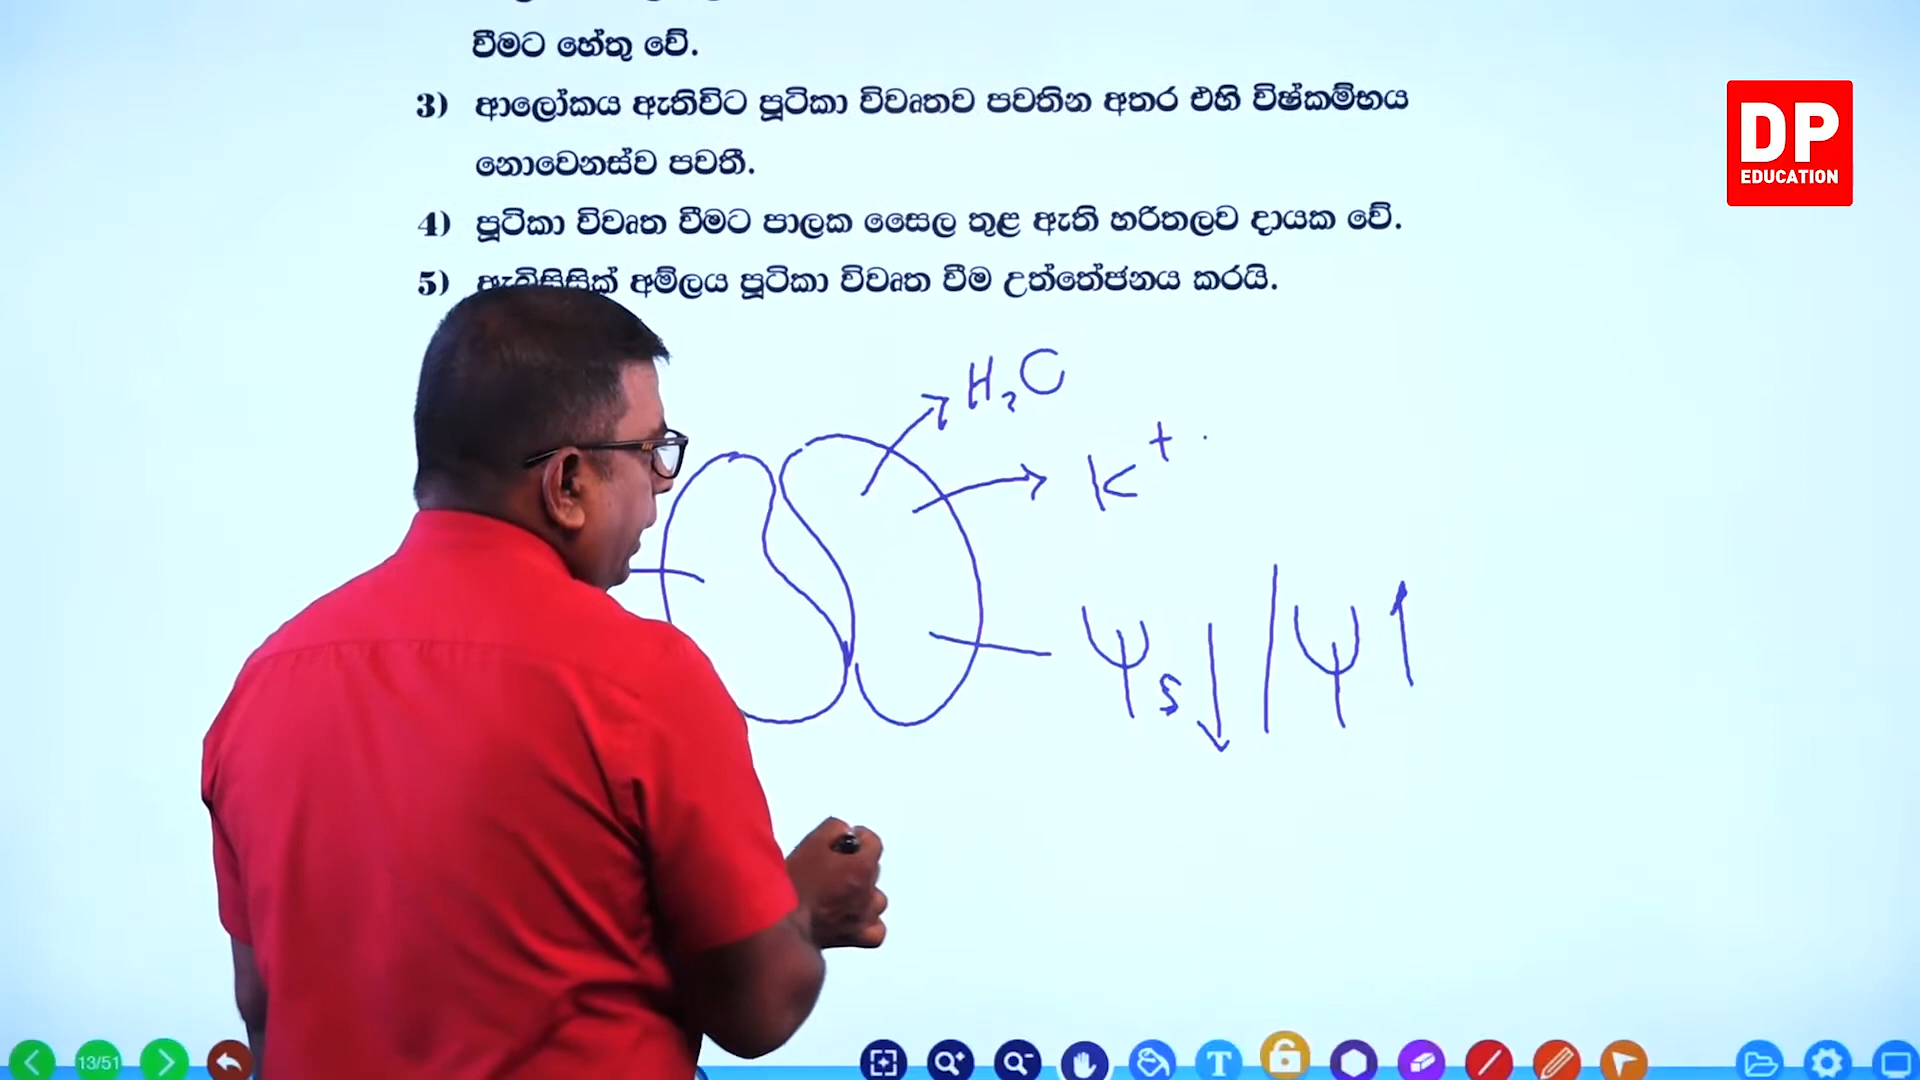 වීමට හේතු වේ.
3) ආලෝකය ඇතිවිට පූටිකා විවෘතව පවතින අතර එහි විෂ්කම්භය
නොවෙනස්ව පවතී.
4) පූටිකා විවෘත වීමට පාලක සෛල තුළ ඇති හරිතලව දායක වේ.
5) ඇබ්සිසික් අම්ලය පූටිකා විවෘත වීම උත්තේජනය කරයි.
DP
EDUCATION
H₂O
K⁺
Ψs↓ / Ψ↑
13/51
T